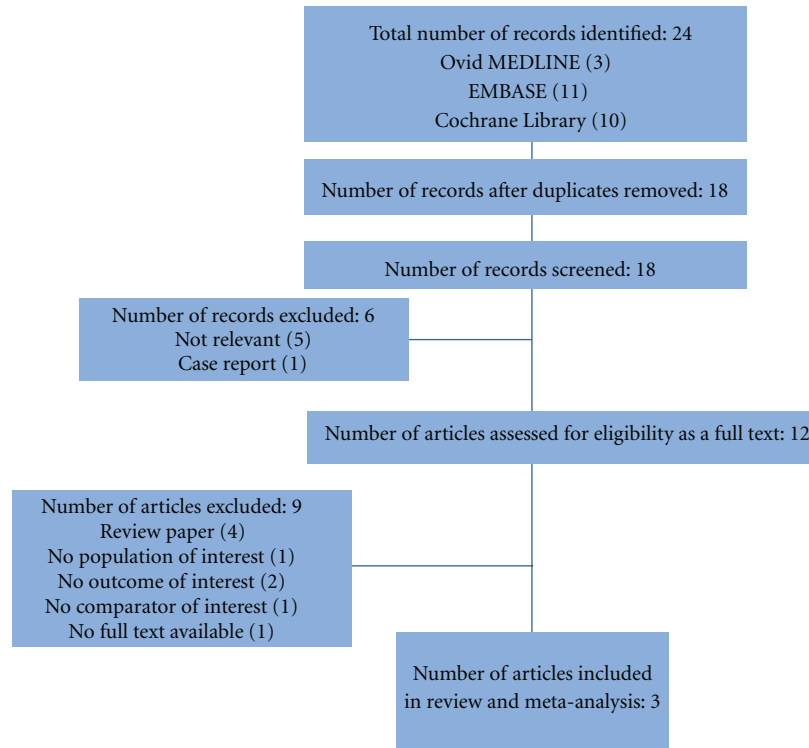 Total number of records identified: 24
Ovid MEDLINE (3)
EMBASE (11)
Cochrane Library (10)
Number of records after duplicates removed: 18
Number of records screened: 18
Number of records excluded: 6
Not relevant (5)
Case report (1)
Number of articles assessed for eligibility as a full text: 12
Number of articles excluded: 9
Review paper (4)
No population of interest (1)
No outcome of interest (2)
No comparator of interest (1)
No full text available (1)
Number of articles included
in review and meta-analysis: 3